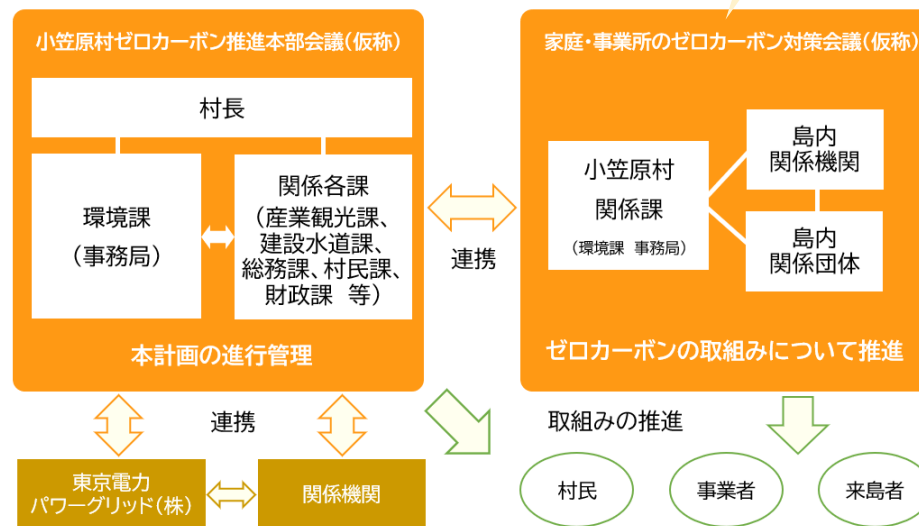 小笠原村ゼロカーボン推進本部会議(仮称)
村長
環境課
(事務局)
関係各課
(産業観光課、
建設水道課、
総務課、村民課、
財政課 等)
本計画の進行管理
連携
家庭・事業所のゼロカーボン対策会議(仮称)
小笠原村
関係課
(環境課 事務局)
島内
関係機関
島内
関係団体
ゼロカーボンの取組みについて推進
連携
東京電力
パワーグリッド(株)
関係機関
取組みの推進
村民
事業者
来島者